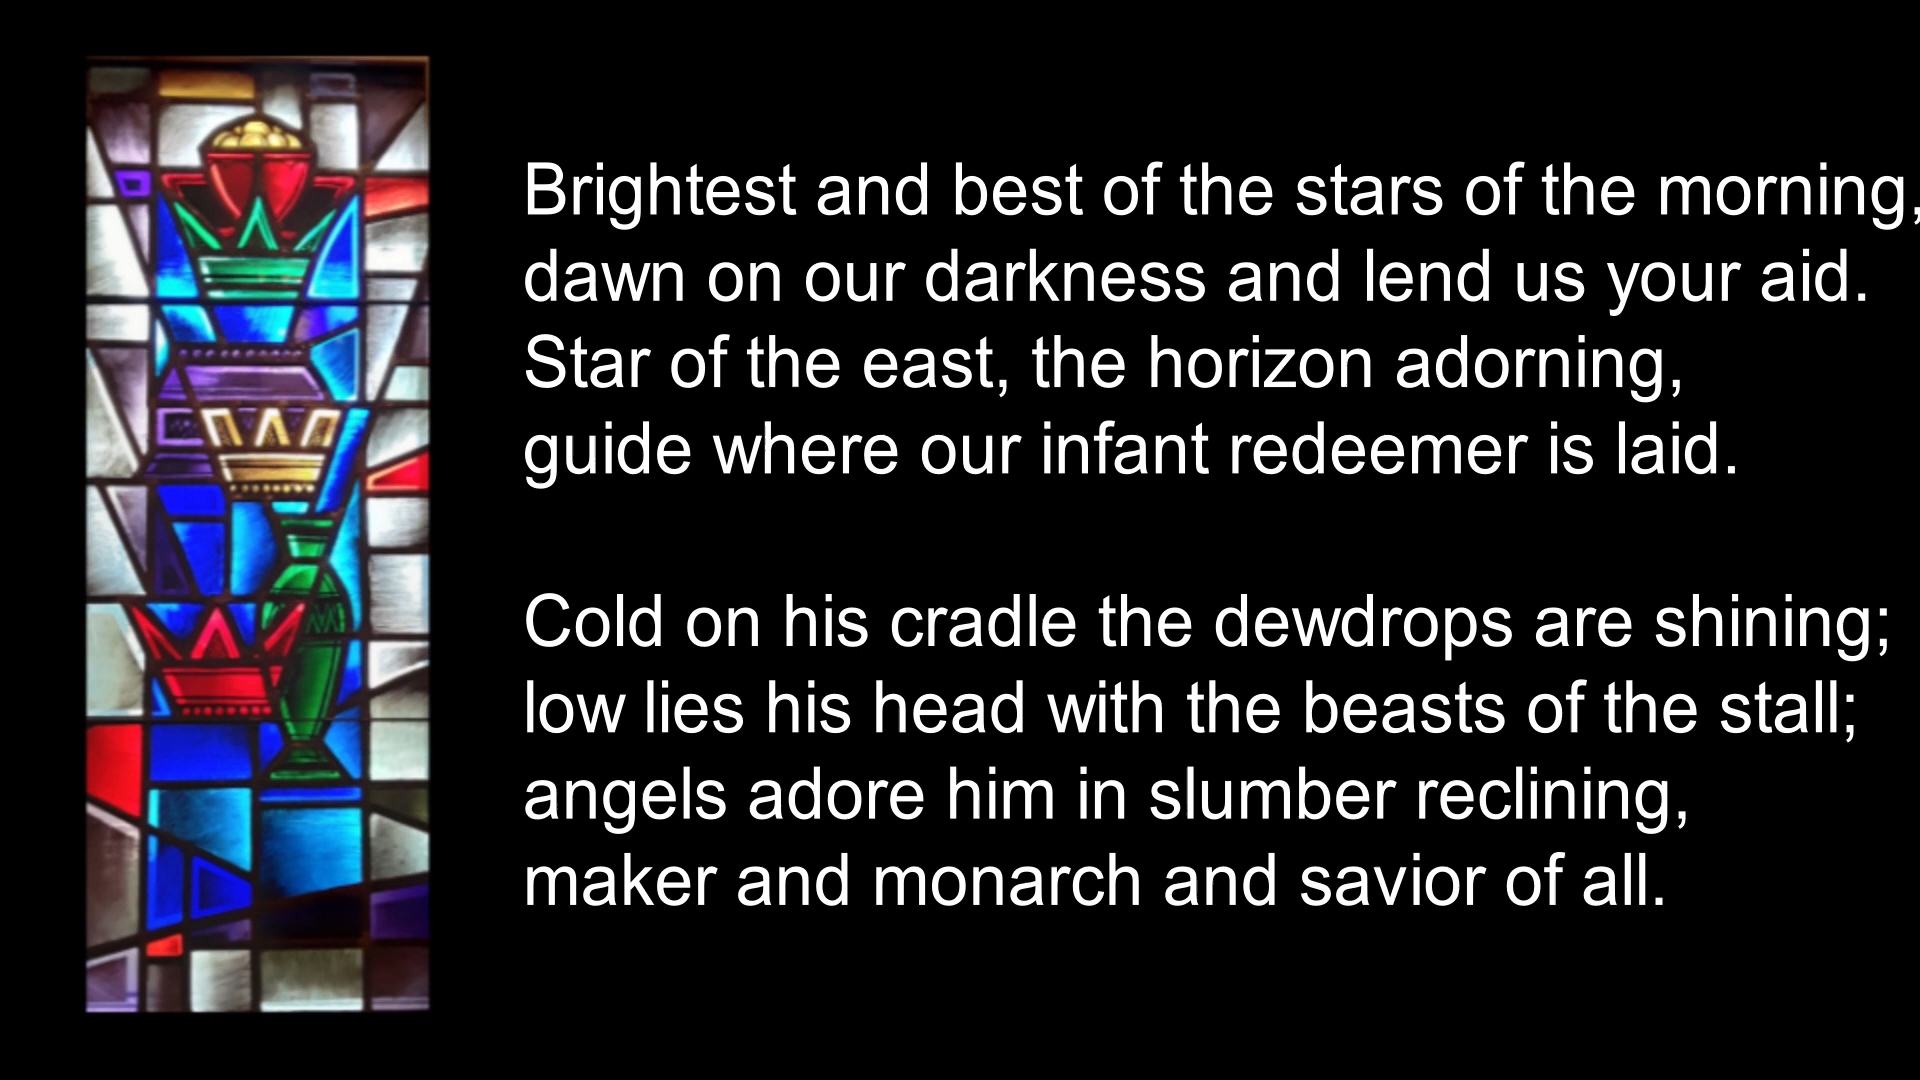 Brightest and best of the stars of the morning,
dawn on our darkness and lend us your aid.
Star of the east, the horizon adorning,
guide where our infant redeemer is laid.

Cold on his cradle the dewdrops are shining;
low lies his head with the beasts of the stall;
angels adore him in slumber reclining,
maker and monarch and savior of all.